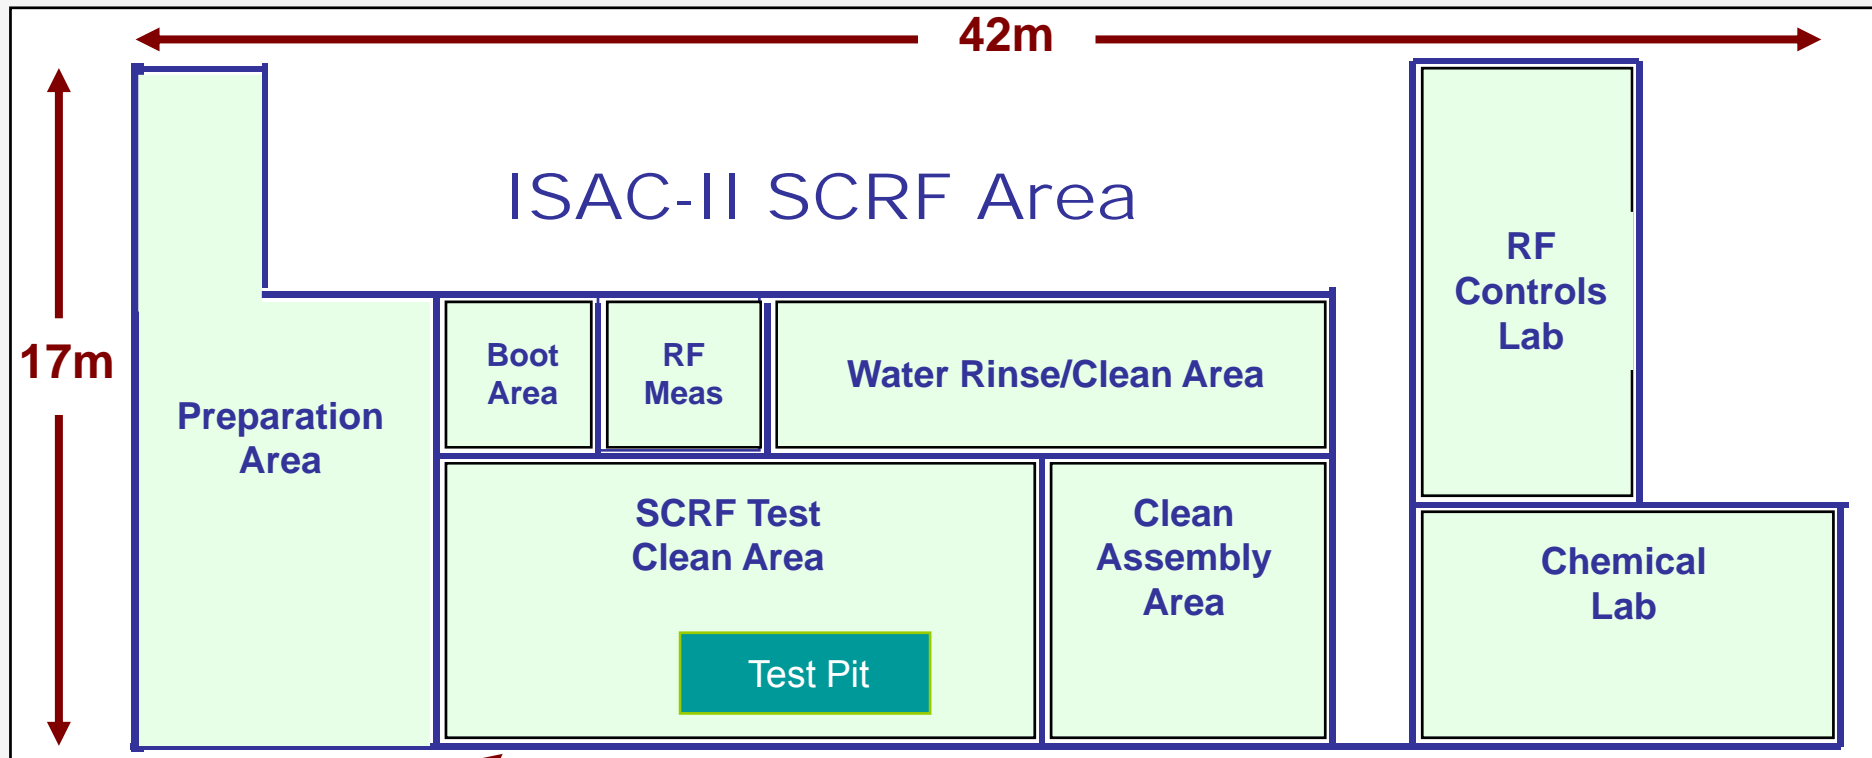 42m
ISAC-II SCRF Area
17m
Preparation
Area
Boot
Area
RF
Meas
Water Rinse/Clean Area
RF
Controls
Lab
SCRF Test
Clean Area
Test Pit
Clean
Assembly
Area
Chemical
Lab